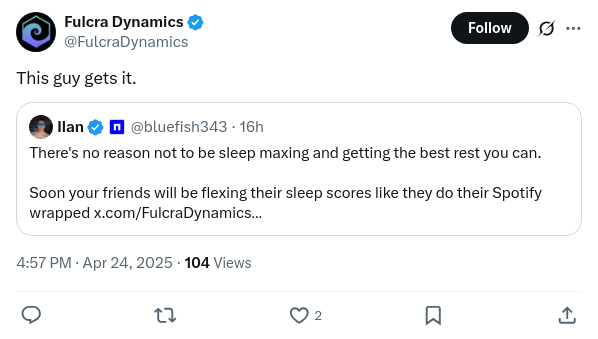 Fulcra Dynamics
@FulcraDynamics
Follow
This guy gets it.
Ilan @bluefish343 · 16h
There's no reason not to be sleep maxing and getting the best rest you can.
Soon your friends will be flexing their sleep scores like they do their Spotify
wrapped x.com/FulcraDynamics...
4:57 PM · Apr 24, 2025 · 104 Views
2